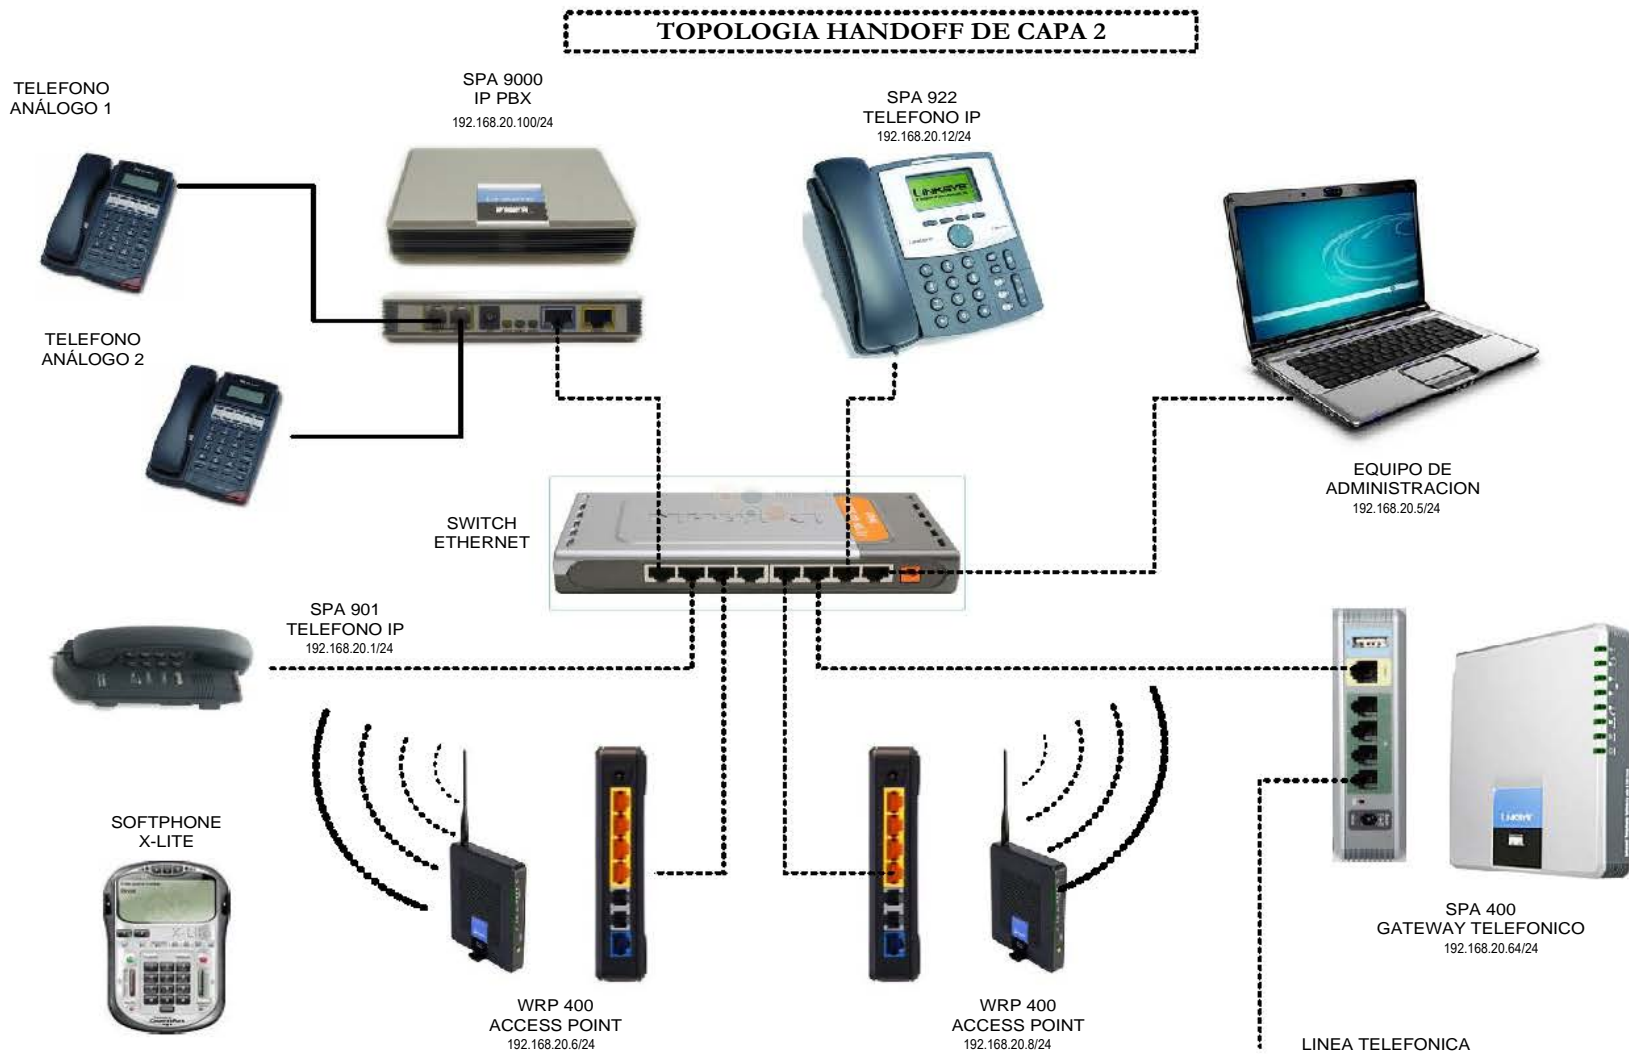 TOPOLOGIA HANDOFF DE CAPA 2
TELEFONO
ANÁLOGO 1
SPA 9000
IP PBX
192.168.20.100/24
SPA 922
TELEFONO IP
192.168.20.12/24
LINKSYS
TELEFONO
ANÁLOGO 2
EQUIPO DE
ADMINISTRACION
192.168.20.5/24
SWITCH
ETHERNET
SPA 901
TELEFONO IP
192.168.20.1/24
SOFTPHONE
X-LITE
X-LITE
SPA 400
GATEWAY TELEFONICO
192.168.20.64/24
WRP 400
ACCESS POINT
192.168.20.6/24
WRP 400
ACCESS POINT
192.168.20.8/24
LINEA TELEFONICA